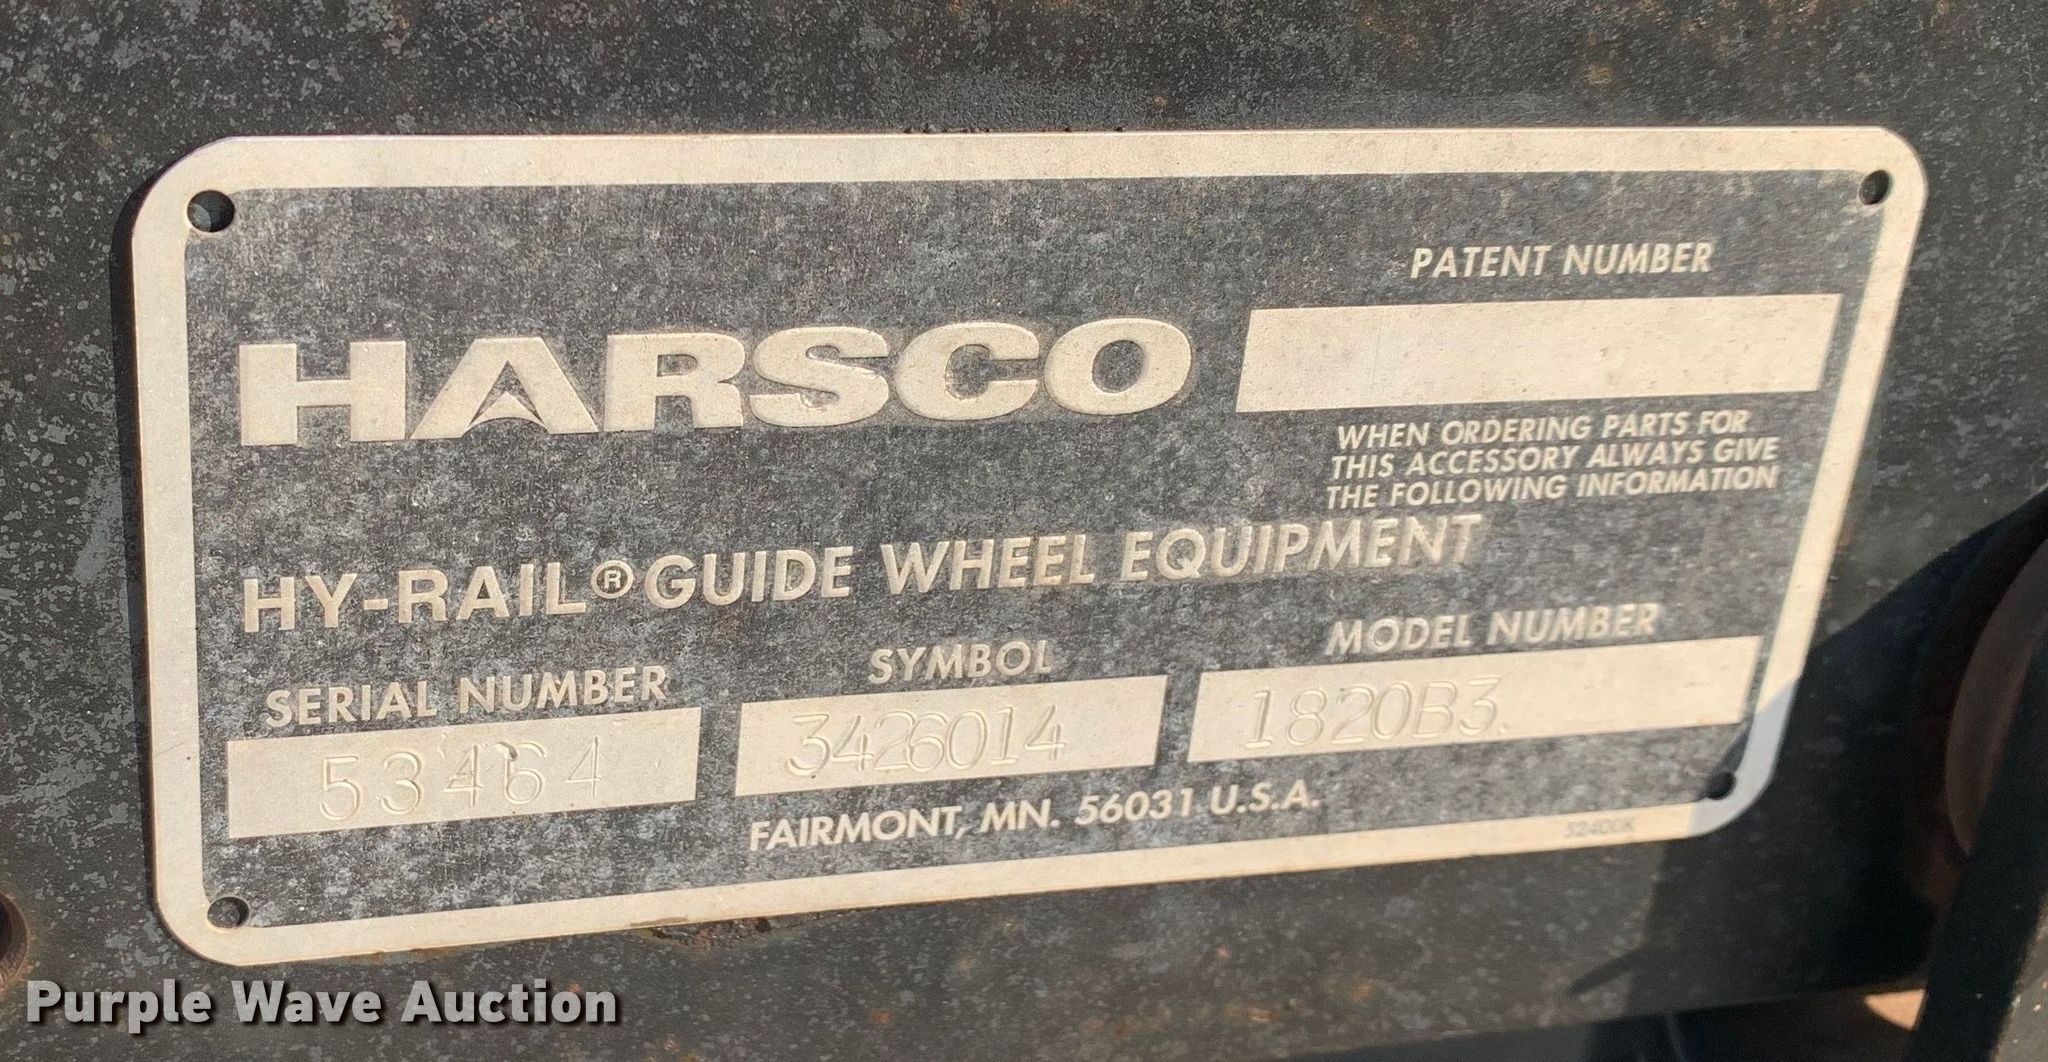 PATENT NUMBER
HARSCO
WHEN ORDERING PARTS FOR
THIS ACCESSORY ALWAYS GIVE
THE FOLLOWING INFORMATION
HY-RAIL® GUIDE WHEEL EQUIPMENT
SERIAL NUMBER SYMBOL MODEL NUMBER
53464 3426014 1820B3
FAIRMONT, MN. 56031 U.S.A.
52400K
Purple Wave Auction